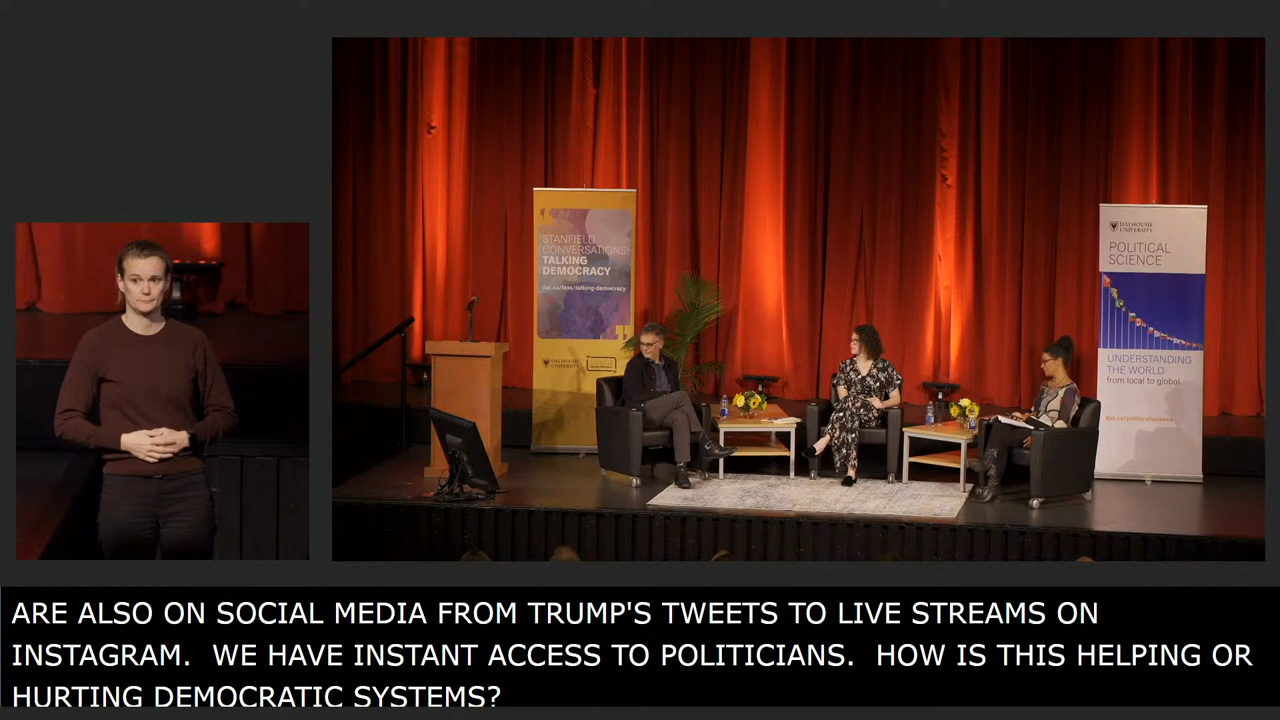 STANFIELD
CONVERSATIONS:
TALKING
DEMOCRACY
dal.ca/fass/talking-democracy
DALHOUSIE
UNIVERSITY
DALHOUSIE
UNIVERSITY
POLITICAL
SCIENCE
UNDERSTANDING
THE WORLD
from local to global.
dal.ca/politicalscience
ARE ALSO ON SOCIAL MEDIA FROM TRUMP'S TWEETS TO LIVE STREAMS ON
INSTAGRAM. WE HAVE INSTANT ACCESS TO POLITICIANS. HOW IS THIS HELPING OR
HURTING DEMOCRATIC SYSTEMS?